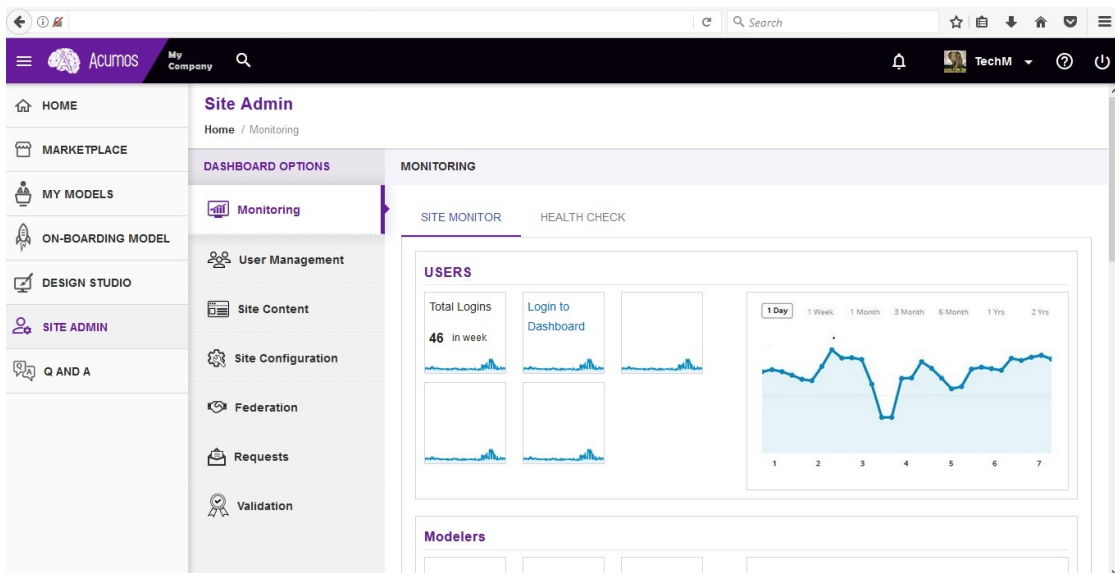 Search
Acumos
My
Company
TechM
HOME
MARKETPLACE
MY MODELS
ON-BOARDING MODEL
DESIGN STUDIO
SITE ADMIN
Q AND A
Site Admin
Home / Monitoring
DASHBOARD OPTIONS
Monitoring
User Management
Site Content
Site Configuration
Federation
Requests
Validation
MONITORING
SITE MONITOR HEALTH CHECK
USERS
Total Logins
46 in week
Login to
Dashboard
1 Day 1 Week 1 Month 3 Month 6 Month 1 Yrs 2 Yrs
1 2 3 4 5 6 7
Modelers